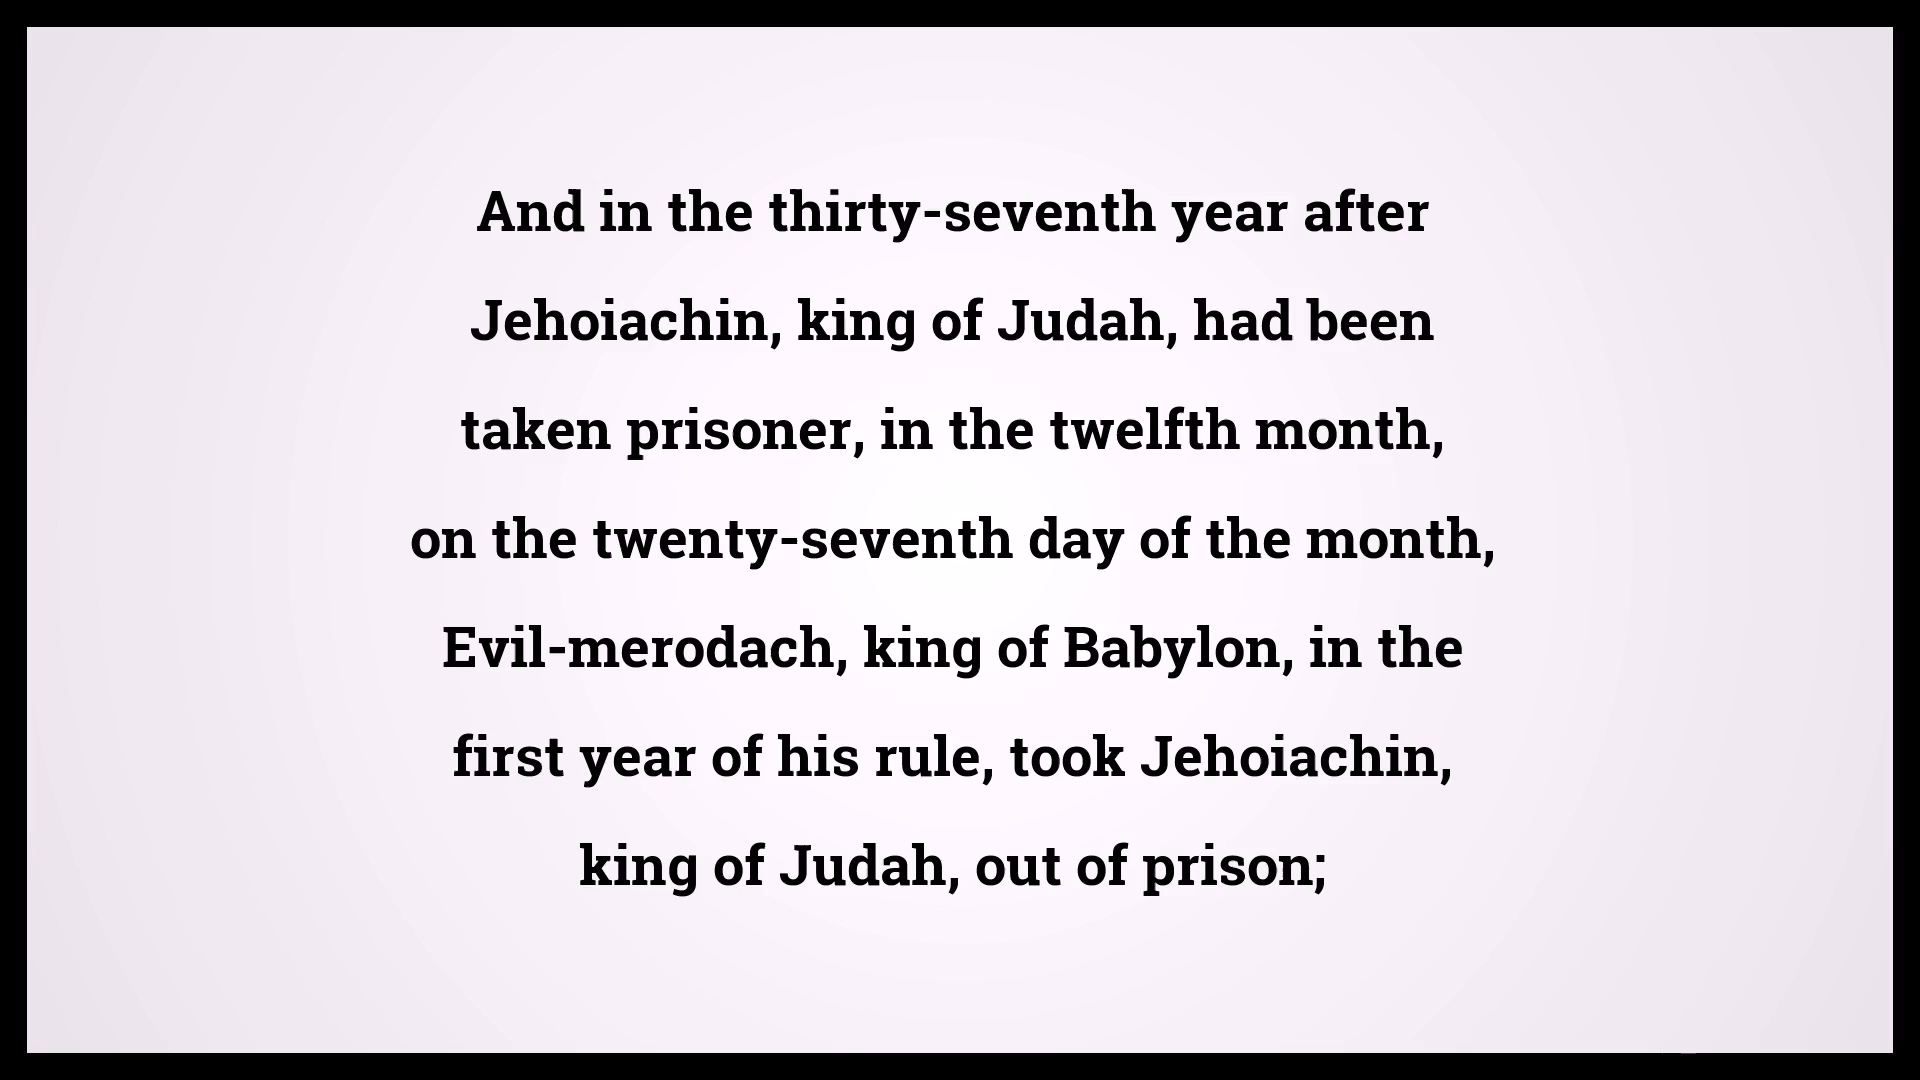 And in the thirty-seventh year after
Jehoiachin, king of Judah, had been
taken prisoner, in the twelfth month,
on the twenty-seventh day of the month,
Evil-merodach, king of Babylon, in the
first year of his rule, took Jehoiachin,
king of Judah, out of prison;